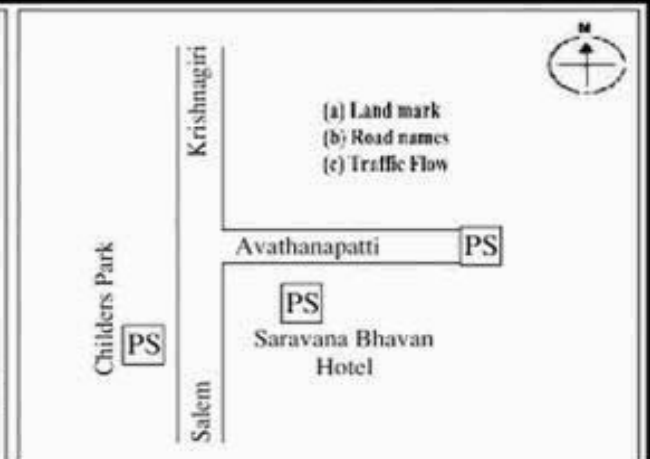 N
Krishnagiri
(a) Land mark
(b) Road names
(c) Traffic Flow
Avathanapatti
PS
PS
Saravana Bhavan
Hotel
Childers Park
PS
Salem